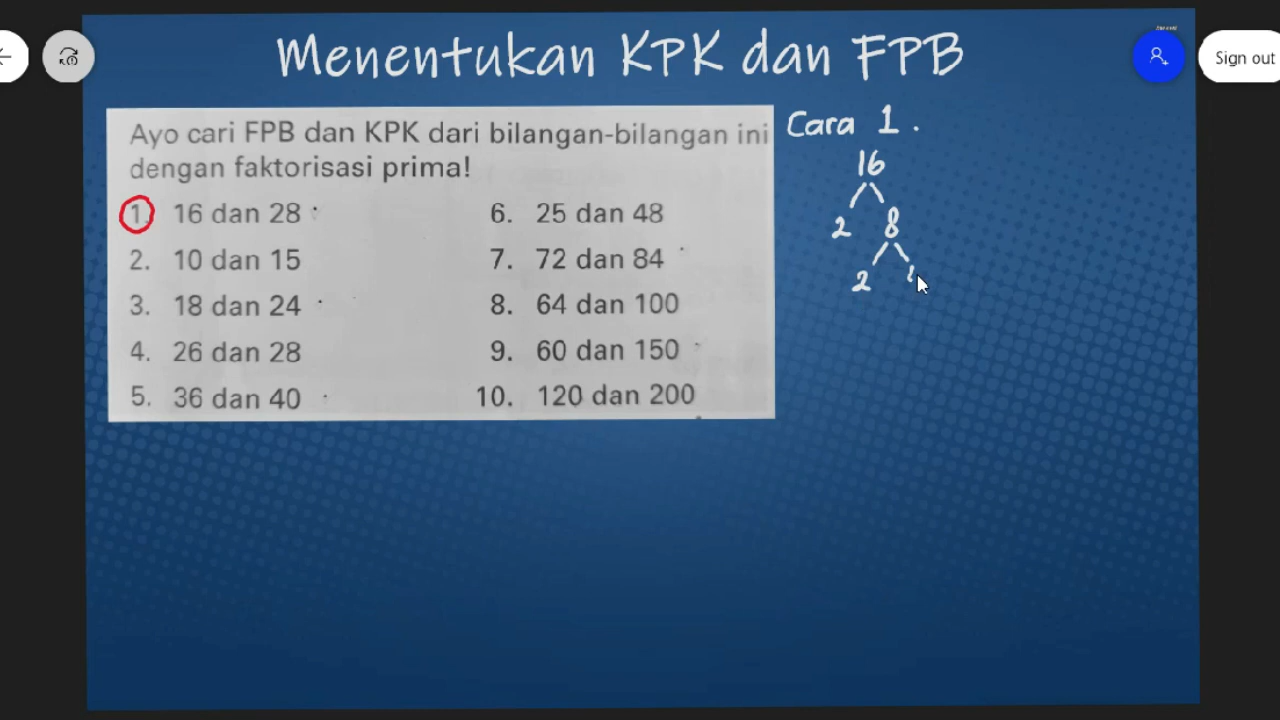 Menentukan KPK dan FPB
Sign out
Ayo cari FPB dan KPK dari bilangan-bilangan ini
dengan faktorisasi prima!
1. 16 dan 28
2. 10 dan 15
3. 18 dan 24
4. 26 dan 28
5. 36 dan 40
6. 25 dan 48
7. 72 dan 84
8. 64 dan 100
9. 60 dan 150
10. 120 dan 200
Cara 1.
16
2 8
2